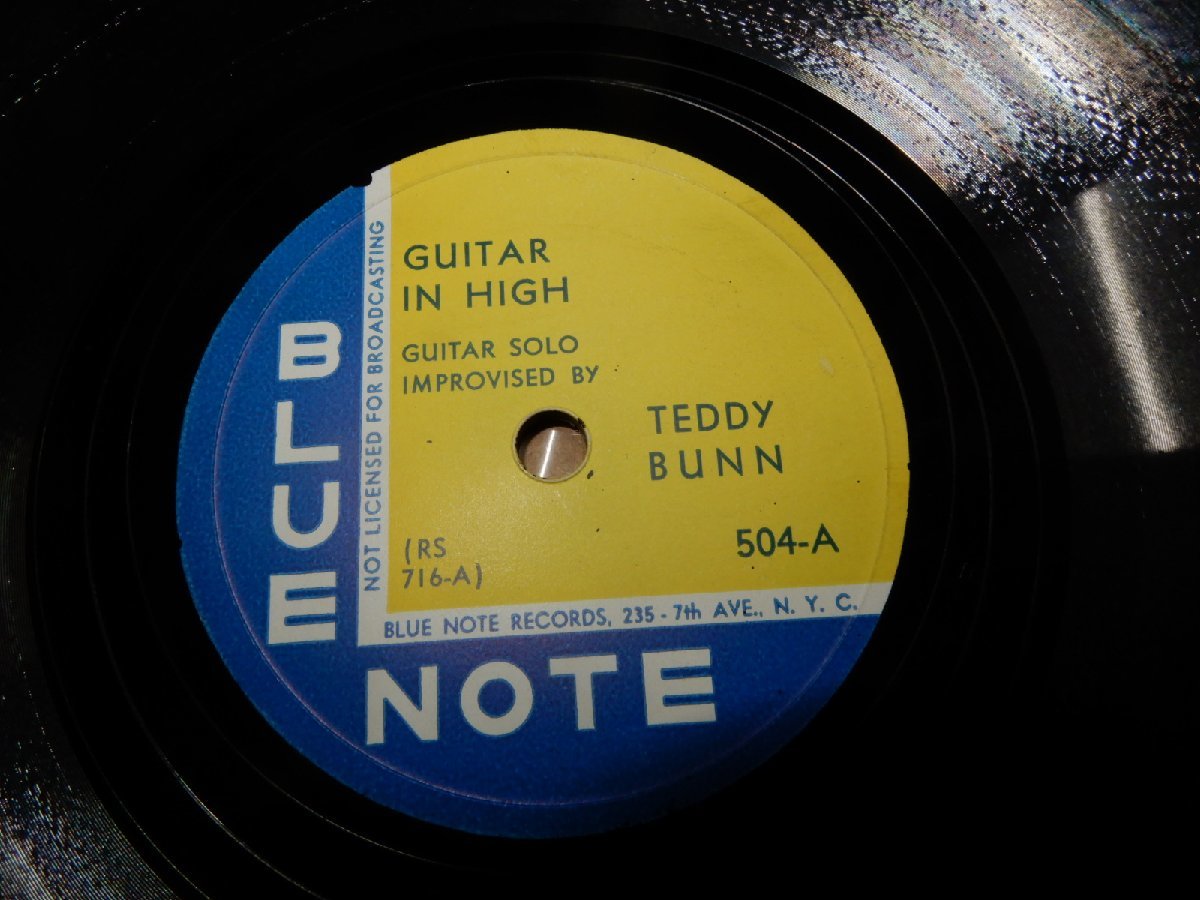 GUITAR
IN HIGH
GUITAR SOLO
IMPROVISED BY
TEDDY
BUNN
(RS
716-A)
504-A
NOT LICENSED FOR BROADCASTING
BLUE NOTE RECORDS, 235 - 7th AVE., N. Y. C.
BLUE
NOTE